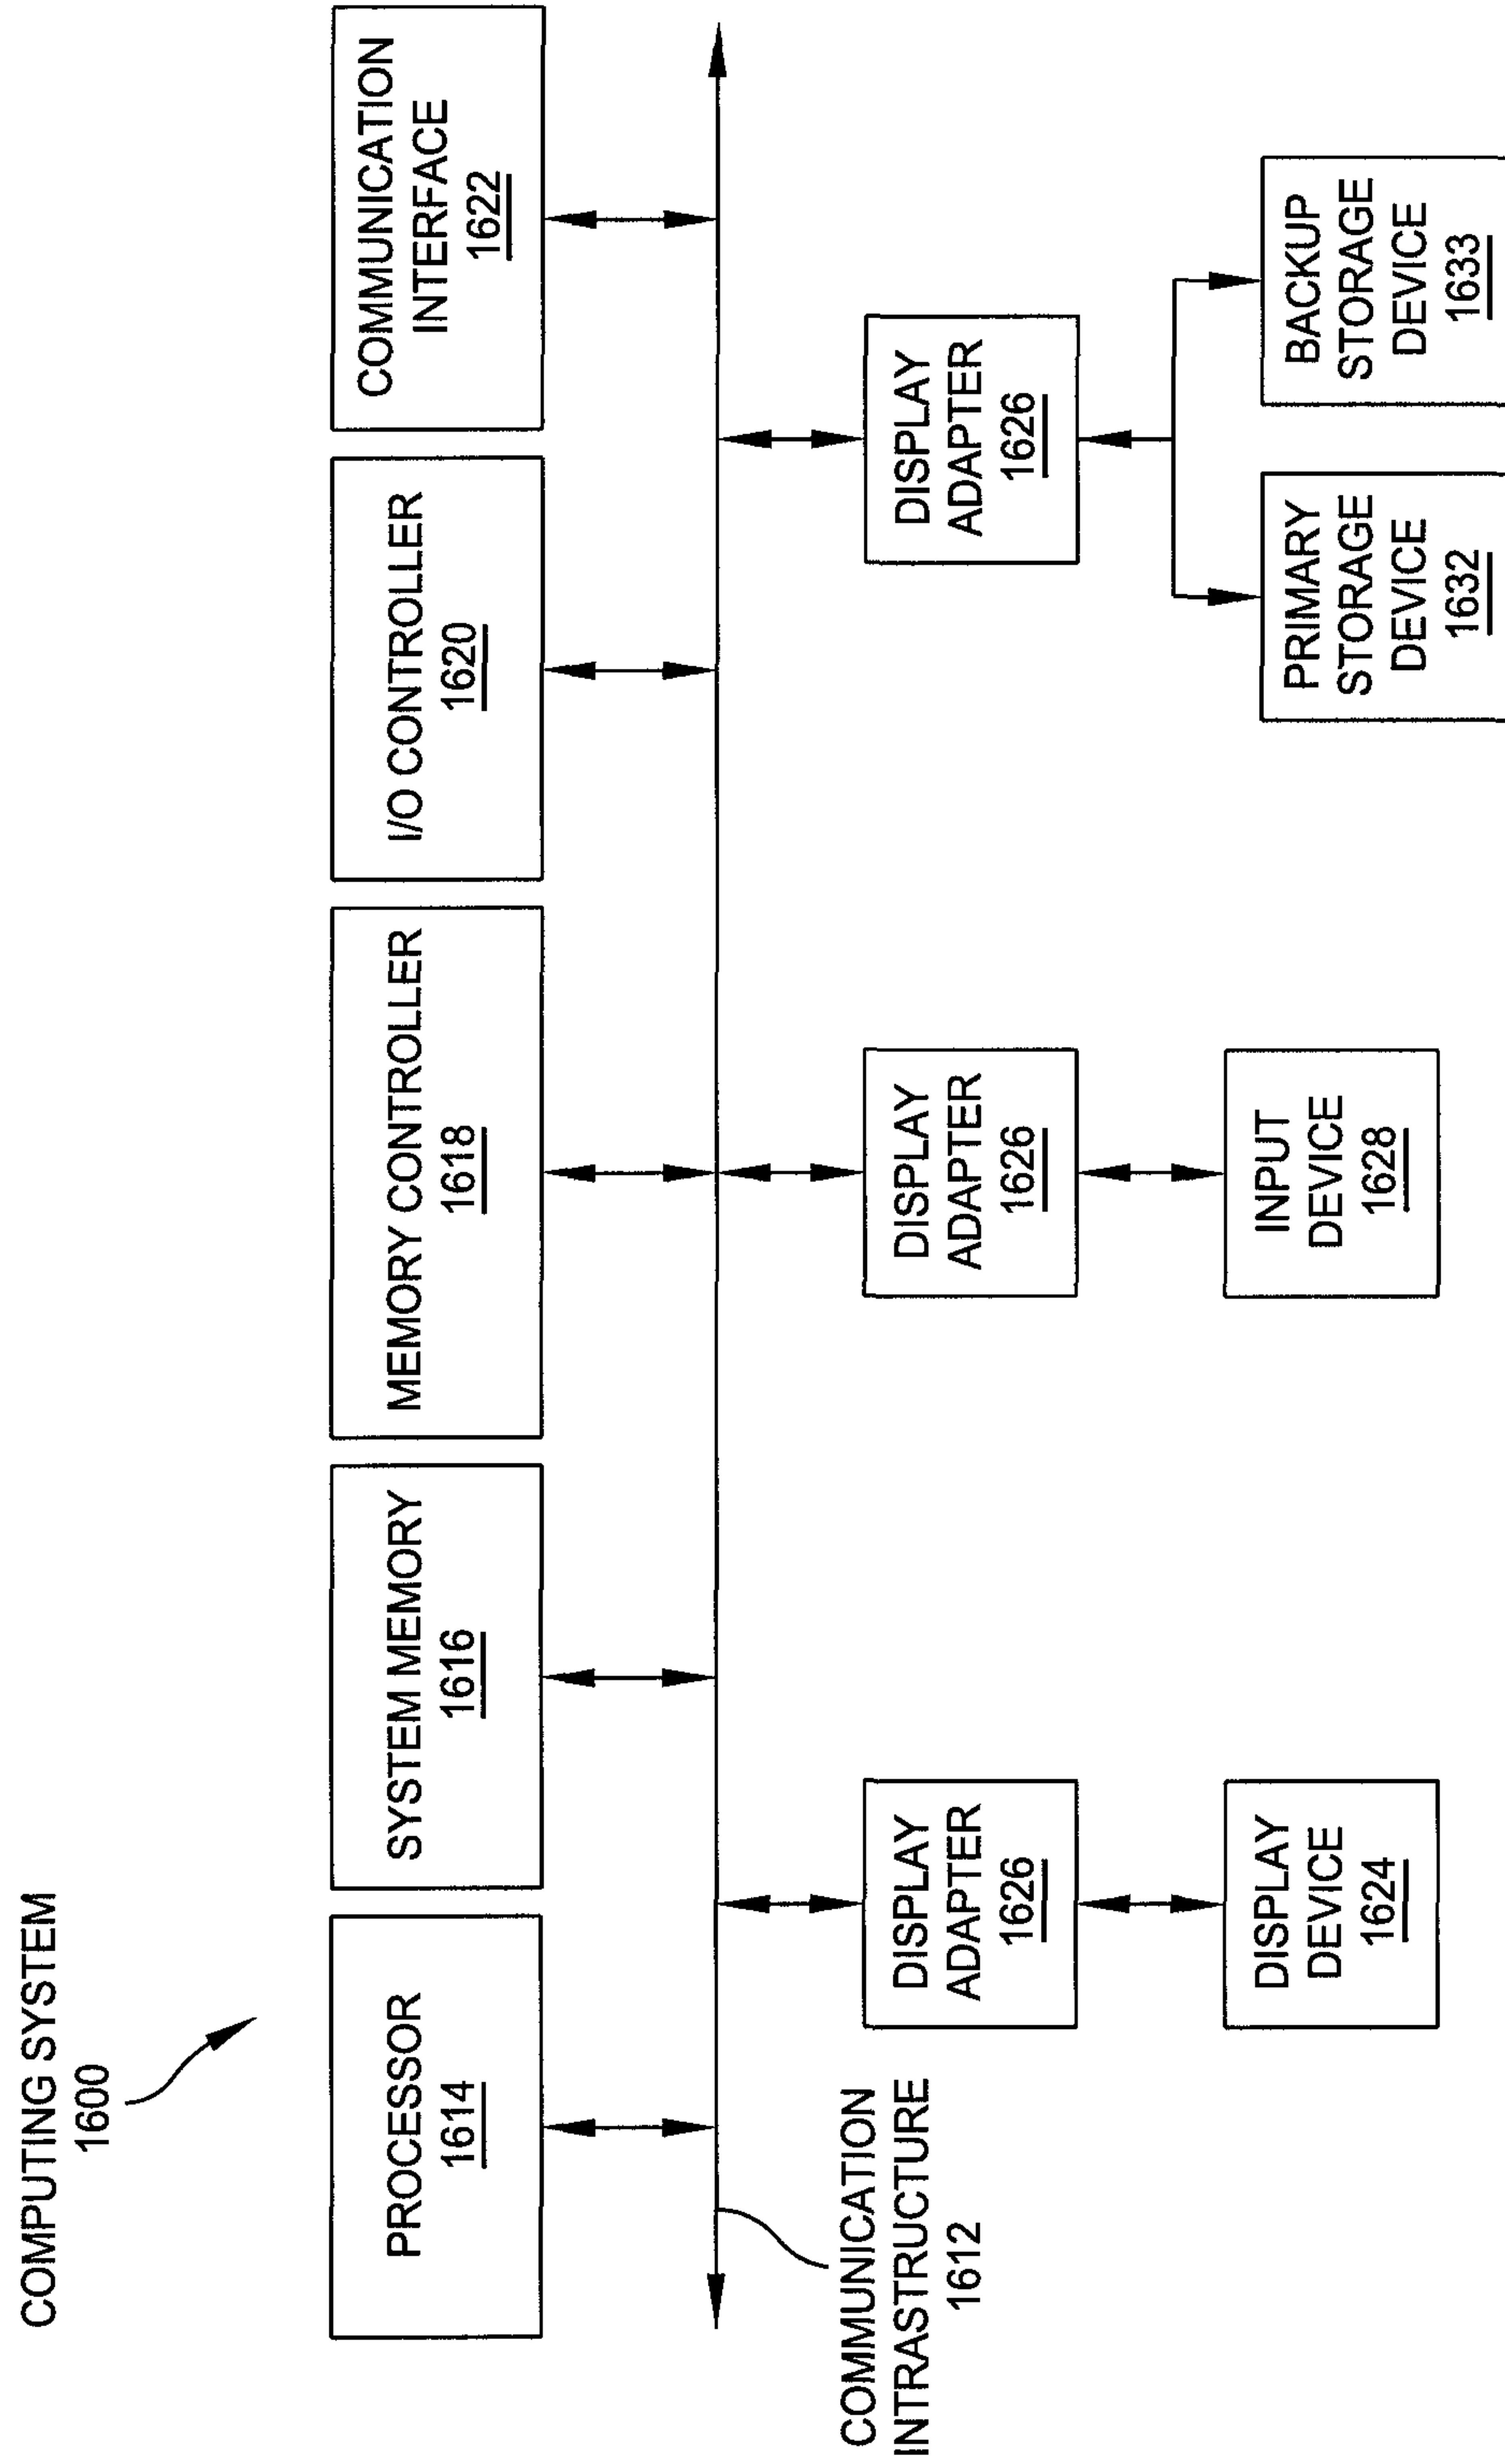 COMPUTING SYSTEM
1600
PROCESSOR
1614
SYSTEM MEMORY
1616
MEMORY CONTROLLER
1618
I/O CONTROLLER
1620
COMMUNICATION
INTERFACE
1622
COMMUNICATION
INTRASTRUCTURE
1612
DISPLAY
ADAPTER
1626
DISPLAY
ADAPTER
1626
DISPLAY
ADAPTER
1626
DISPLAY
DEVICE
1624
INPUT
DEVICE
1628
PRIMARY
STORAGE
DEVICE
1632
BACKUP
STORAGE
DEVICE
1633